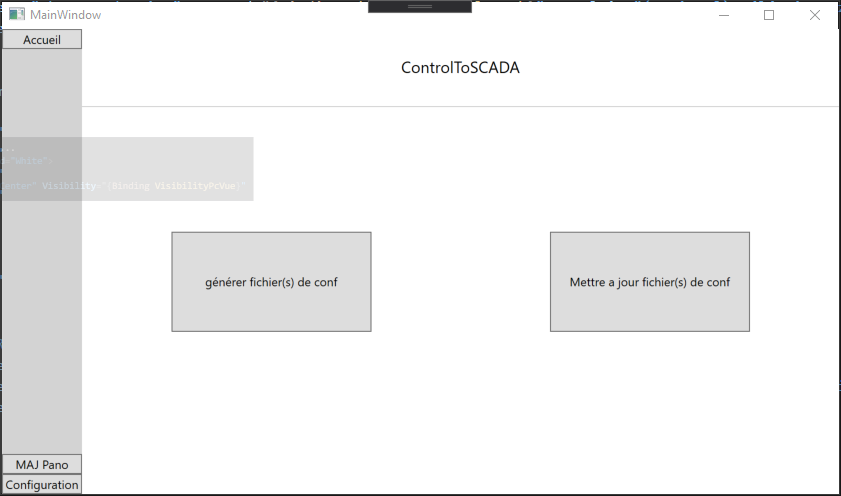 MainWindow
Accueil
ControlToSCADA
="White">
Center" Visibility="{Binding VisibilityPcVue}"
générer fichier(s) de conf
Mettre a jour fichier(s) de conf
MAJ Pano
Configuration